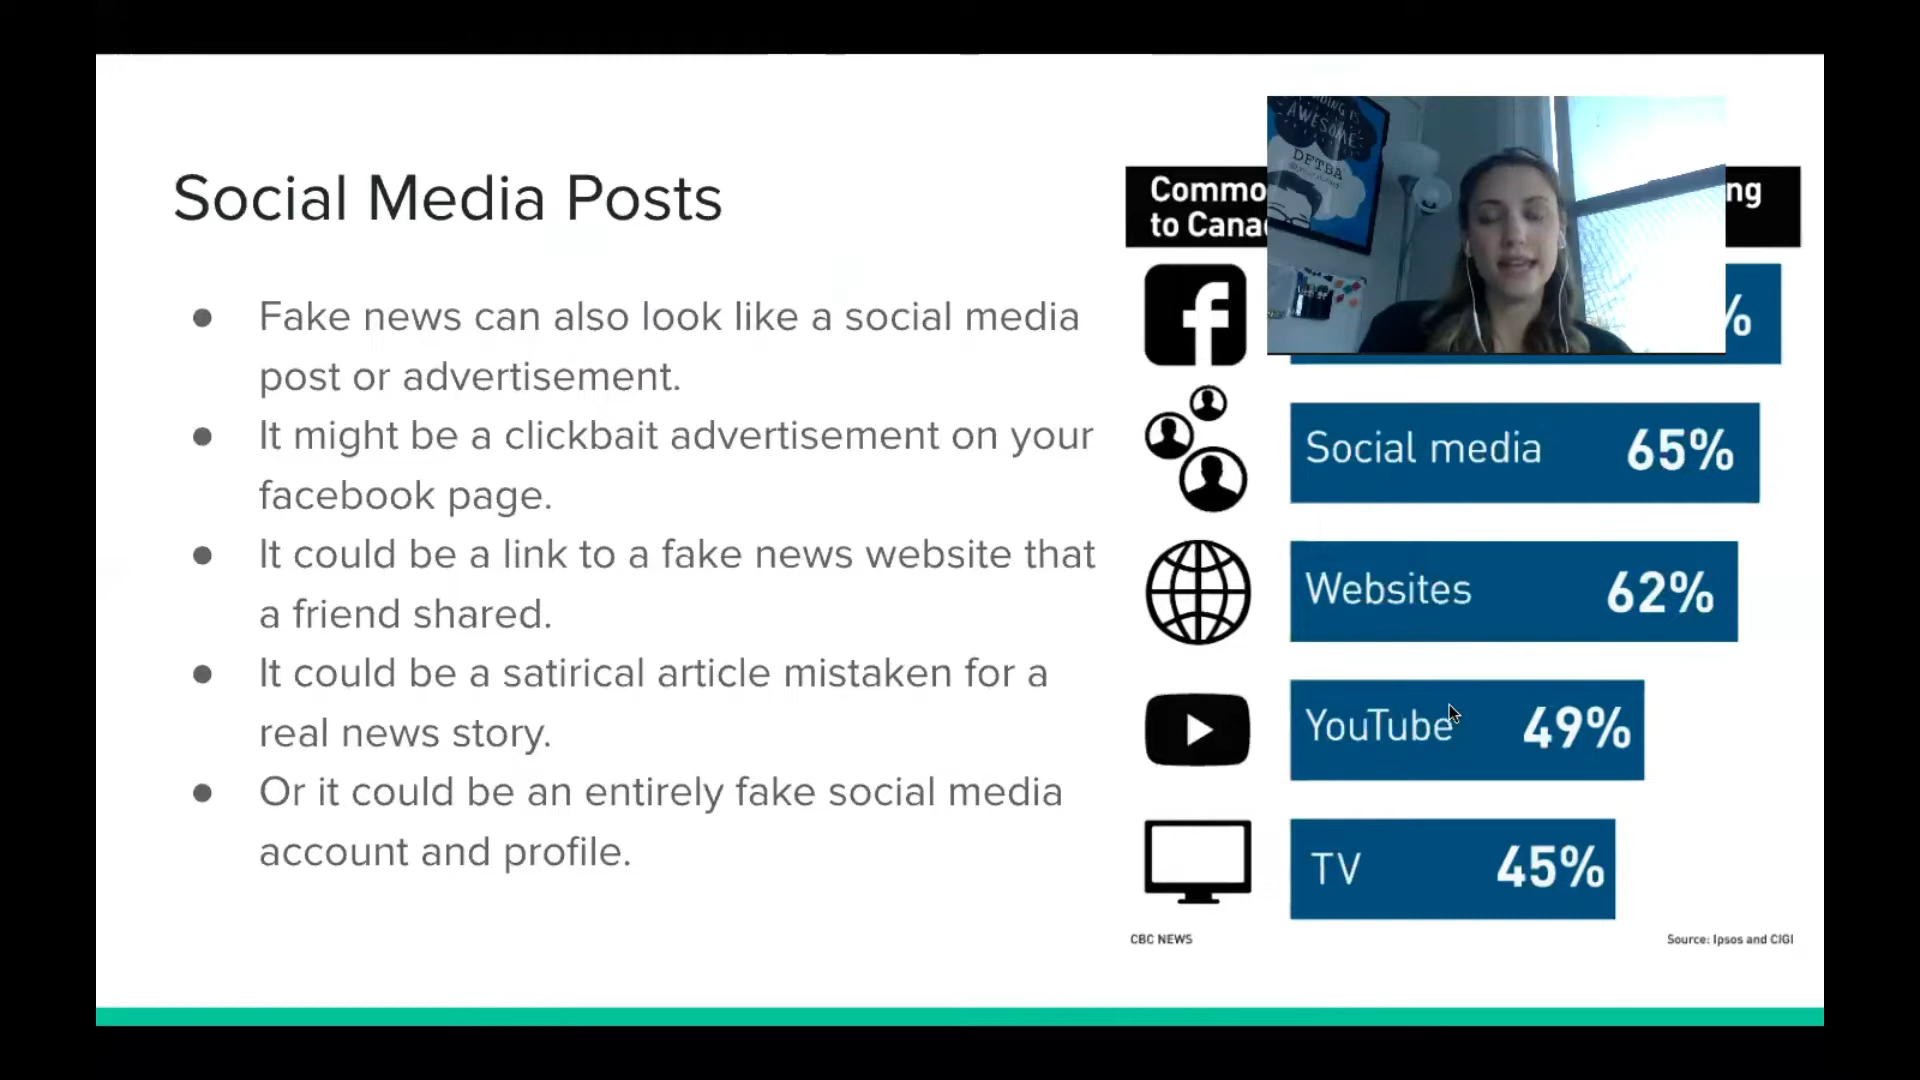 Social Media Posts
● Fake news can also look like a social media
post or advertisement.
● It might be a clickbait advertisement on your
facebook page.
● It could be a link to a fake news website that
a friend shared.
● It could be a satirical article mistaken for a
real news story.
● Or it could be an entirely fake social media
account and profile.
AWESOME
DFTBA
to
%
Social media 65%
Websites 62%
YouTube 49%
TV 45%
CBC NEWS
Source: Ipsos and CIGI